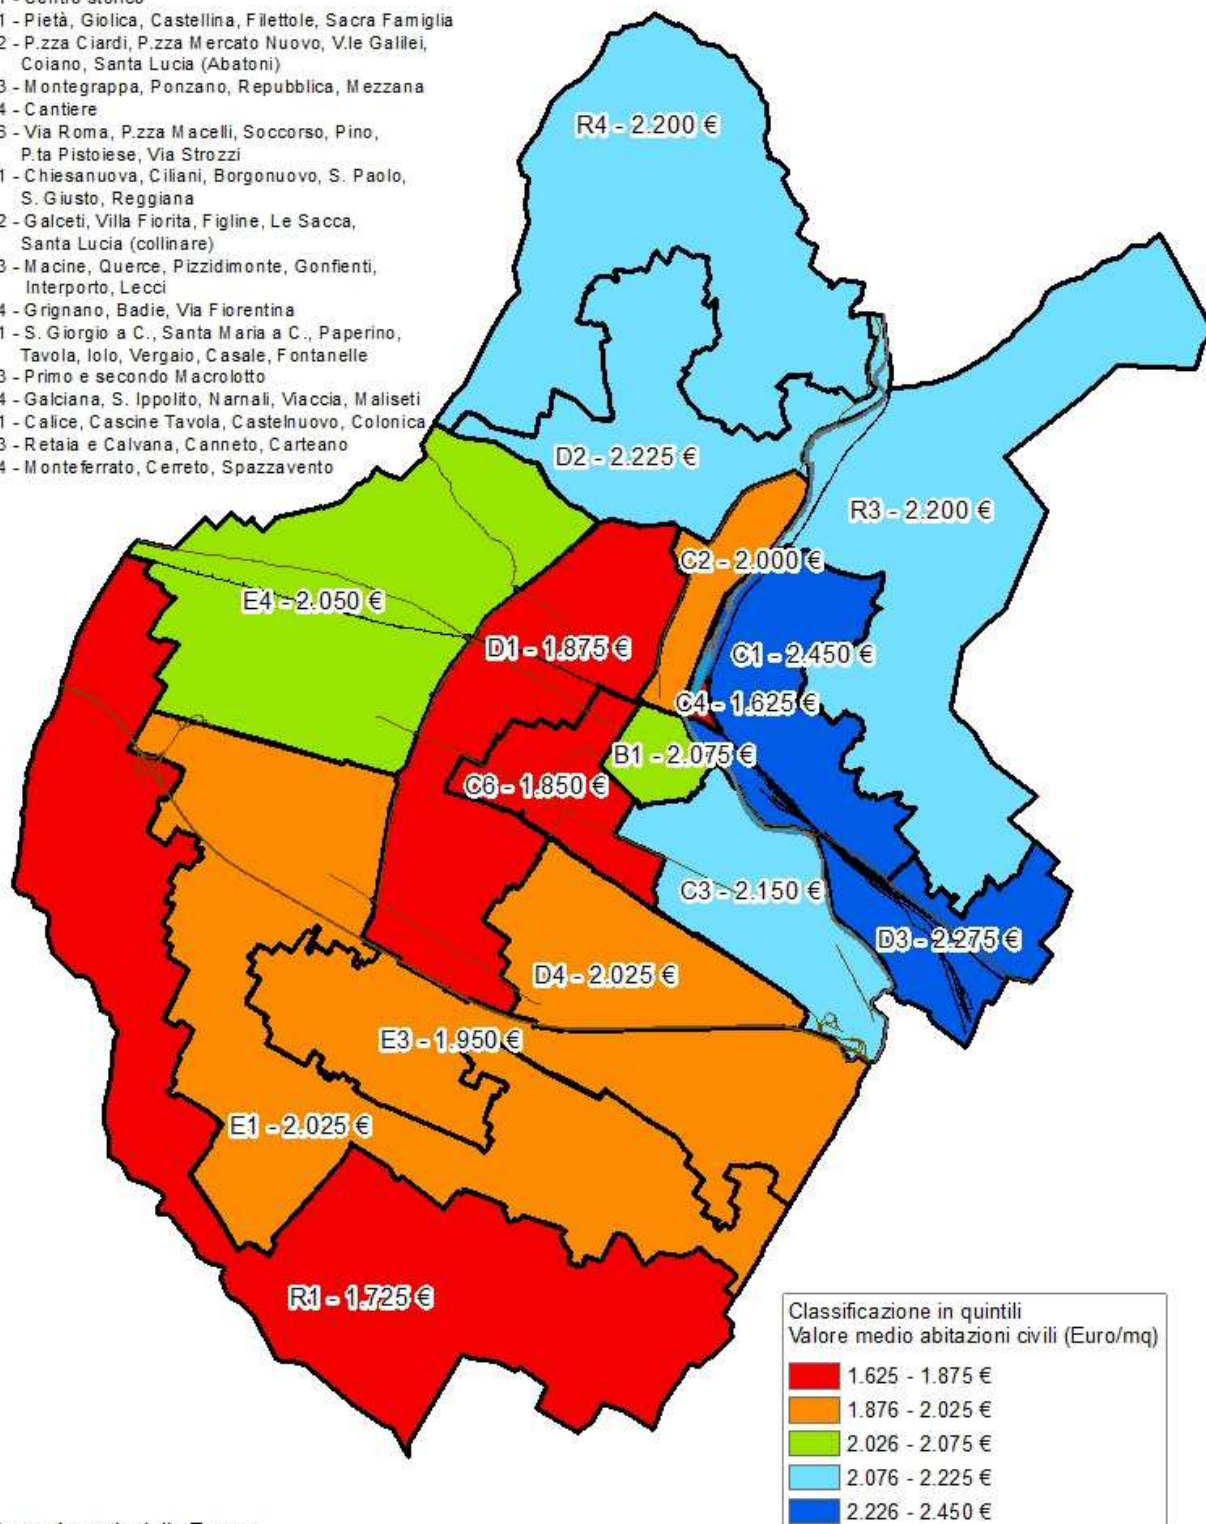 1 - Pietà, Giolica, Castellina, Filettole, Sacra Famiglia
2 - P.zza Ciardi, P.zza Mercato Nuovo, V.le Galilei,
Coiano, Santa Lucia (Abatoni)
3 - Montegrappa, Ponzano, Repubblica, Mezzana
4 - Cantiere
6 - Via Roma, P.zza Macelli, Soccorso, Pino,
P.ta Pistoiese, Via Strozzi
1 - Chiesanuova, Ciliani, Borgonuovo, S. Paolo,
S. Giusto, Reggiana
2 - Galceti, Villa Fiorita, Figline, Le Sacca,
Santa Lucia (collinare)
3 - Macine, Querce, Pizzidimonte, Gonfienti,
Interporto, Lecci
4 - Grignano, Badie, Via Fiorentina
1 - S. Giorgio a C., Santa Maria a C., Paperino,
Tavola, Iolo, Vergaio, Casale, Fontanelle
3 - Primo e secondo Macrolotto
4 - Galciana, S. Ippolito, Narnali, Viaccia, Maliseti
1 - Calice, Cascine Tavola, Castelnuovo, Colonica
3 - Retaia e Calvana, Canneto, Carteano
4 - Monteferrato, Cerreto, Spazzavento
R4 - 2.200 €
D2 - 2.225 €
R3 - 2.200 €
C2 - 2.000 €
E4 - 2.050 €
D1 - 1.875 €
C1 - 2.450 €
C4 - 1.625 €
B1 - 2.075 €
C6 - 1.850 €
C3 - 2.150 €
D3 - 2.275 €
D4 - 2.025 €
E3 - 1.950 €
E1 - 2.025 €
R1 - 1.725 €
Classificazione in quintili
Valore medio abitazioni civili (Euro/mq)
1.625 - 1.875 €
1.876 - 2.025 €
2.026 - 2.075 €
2.076 - 2.225 €
2.226 - 2.450 €